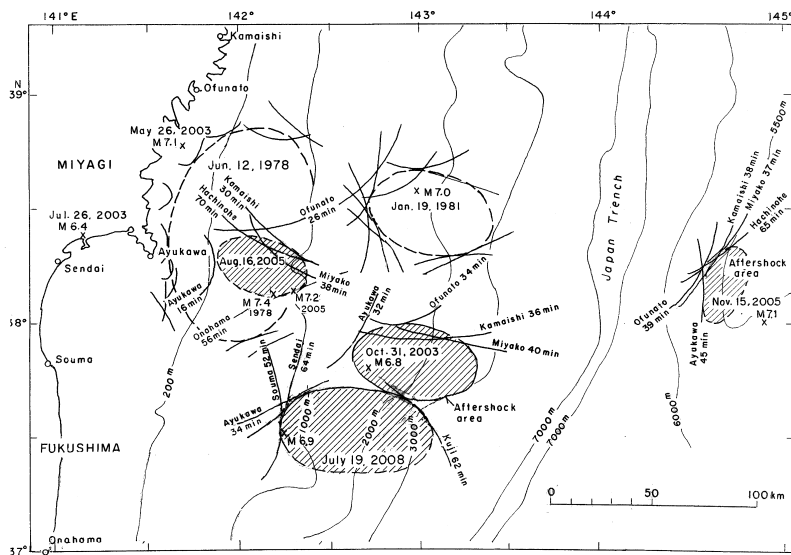 141°E
142°
143°
144°
145°
N
39°
38°
37°
Kamaishi
Ofunato
May 26, 2003
M7.1
MIYAGI
Jun. 12, 1978
Kamaishi
30 min
Hachinohe
70 min
Ofunato
26 min
M7.0
Jan. 19, 1981
Jul. 26, 2003
M 6.4
Sendai
Ayukawa
Aug. 16, 2005
Miyako
38 min
M7.4
1978
M7.2
2005
Ayukawa
16 min
Onahama
56 min
Ayukawa
32 min
Ofunato 34 min
Kamaishi 36 min
Miyako 40 min
Oct. 31, 2003
M 6.8
Souma
Souma 52 min
Sendai
64 min
Ayukawa
34 min
M 6.9
July 19, 2008
Kuji 62 min
Aftershock
area
FUKUSHIMA
Onahama
200 m
1000 m
2000 m
3000 m
7000 m
7000 m
6000 m
5500 m
Japan Trench
Kamaishi 38 min
Miyako 37 min
Hachinohe
65 min
Aftershock
area
Nov. 15, 2005
M7.1
Ofunato
39 min
Ayukawa
45 min
0
50
100 km